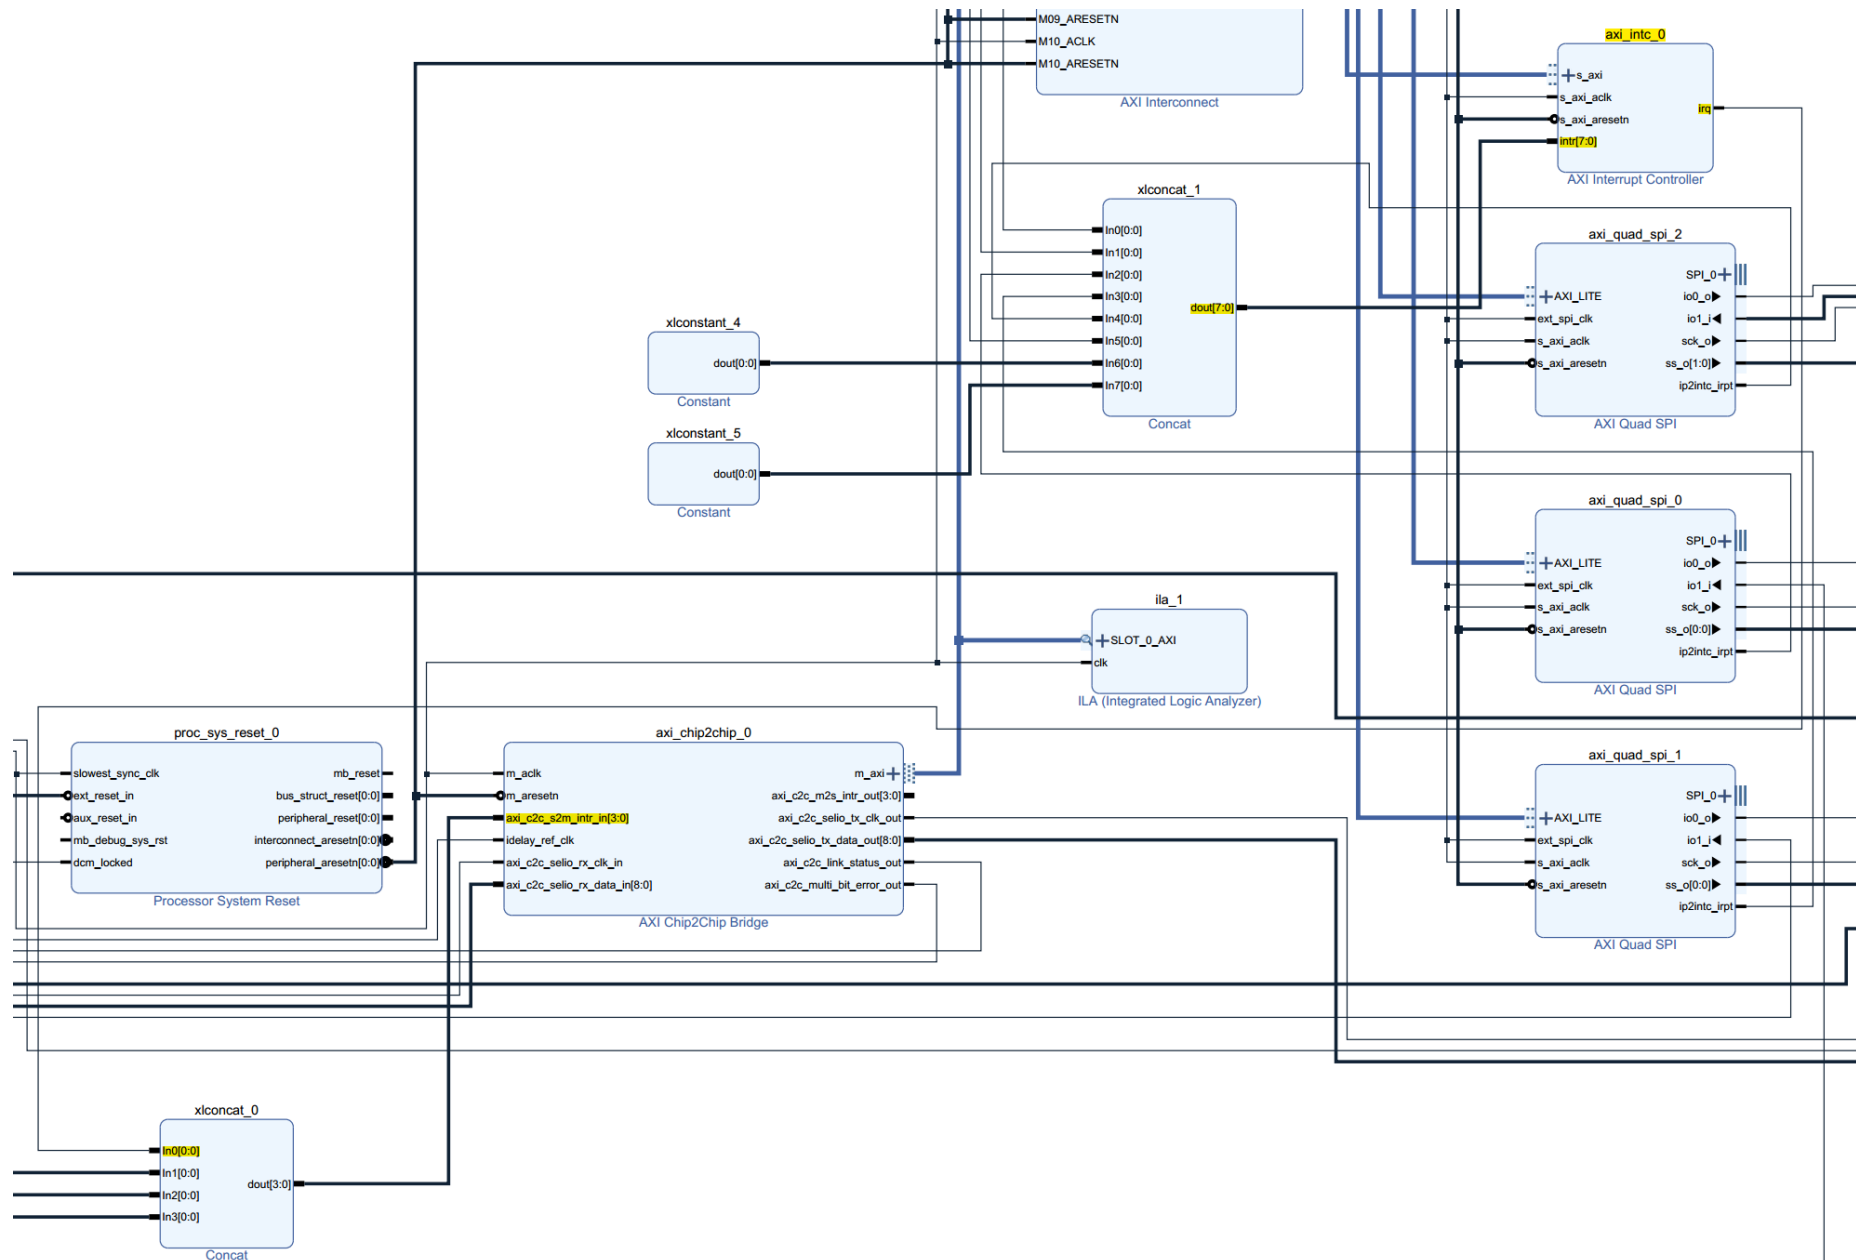 M09_ARESETN
M10_ACLK
M10_ARESETN
AXI Interconnect
axi_intc_0
s_axi
s_axi_aclk
s_axi_aresetn
intr[7:0]
irq
AXI Interrupt Controller
xlconcat_1
In0[0:0]
In1[0:0]
In2[0:0]
In3[0:0]
In4[0:0]
In5[0:0]
In6[0:0]
In7[0:0]
dout[7:0]
Concat
axi_quad_spi_2
AXI_LITE
ext_spi_clk
s_axi_aclk
s_axi_aresetn
SPI_0
io0_o
io1_i
sck_o
ss_o[1:0]
ip2intc_irpt
AXI Quad SPI
xlconstant_4
dout[0:0]
Constant
xlconstant_5
dout[0:0]
Constant
axi_quad_spi_0
AXI_LITE
ext_spi_clk
s_axi_aclk
s_axi_aresetn
SPI_0
io0_o
io1_i
sck_o
ss_o[0:0]
ip2intc_irpt
AXI Quad SPI
ila_1
SLOT_0_AXI
clk
ILA (Integrated Logic Analyzer)
proc_sys_reset_0
slowest_sync_clk
ext_reset_in
aux_reset_in
mb_debug_sys_rst
dcm_locked
mb_reset
bus_struct_reset[0:0]
peripheral_reset[0:0]
interconnect_aresetn[0:0]
peripheral_aresetn[0:0]
Processor System Reset
axi_chip2chip_0
m_aclk
m_aresetn
axi_c2c_s2m_intr_in[3:0]
idelay_ref_clk
axi_c2c_selio_rx_clk_in
axi_c2c_selio_rx_data_in[8:0]
m_axi
axi_c2c_m2s_intr_out[3:0]
axi_c2c_selio_tx_clk_out
axi_c2c_selio_tx_data_out[8:0]
axi_c2c_link_status_out
axi_c2c_multi_bit_error_out
AXI Chip2Chip Bridge
axi_quad_spi_1
AXI_LITE
ext_spi_clk
s_axi_aclk
s_axi_aresetn
SPI_0
io0_o
io1_i
sck_o
ss_o[0:0]
ip2intc_irpt
AXI Quad SPI
xlconcat_0
In0[0:0]
In1[0:0]
In2[0:0]
In3[0:0]
dout[3:0]
Concat